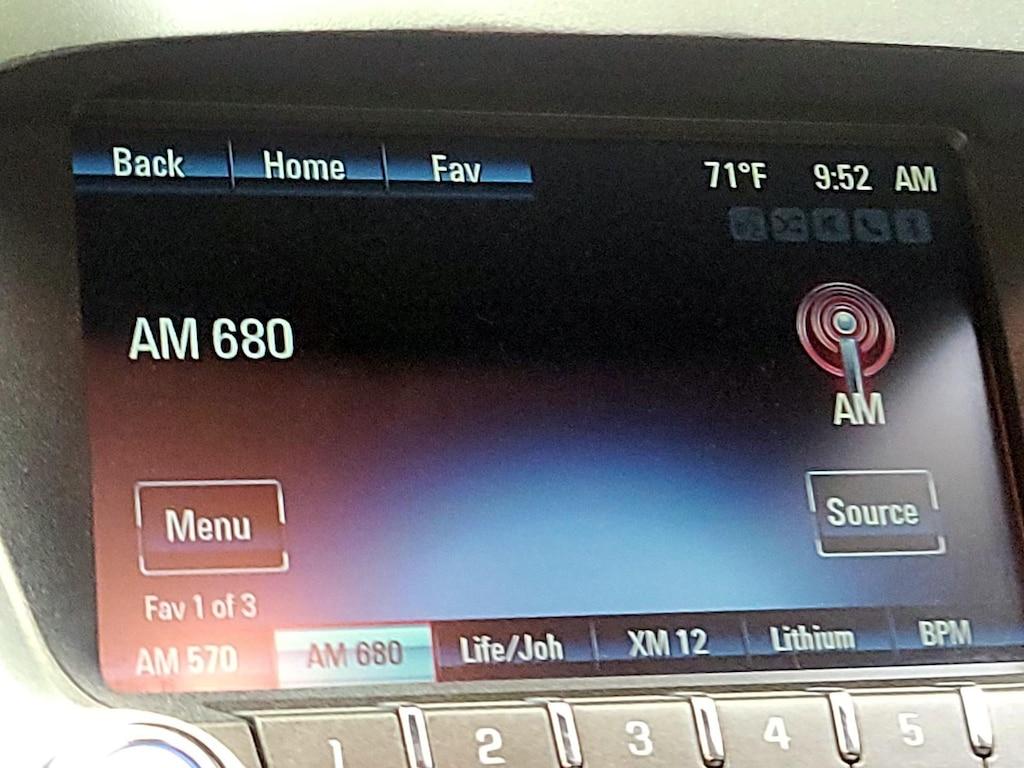 Back Home Fav 71°F 9:52 AM
AM 680
AM
Menu Source
Fav 1 of 3
AM 570 AM 680 Life/Joh XM 12 Lithium BPM
1 2 3 4 5